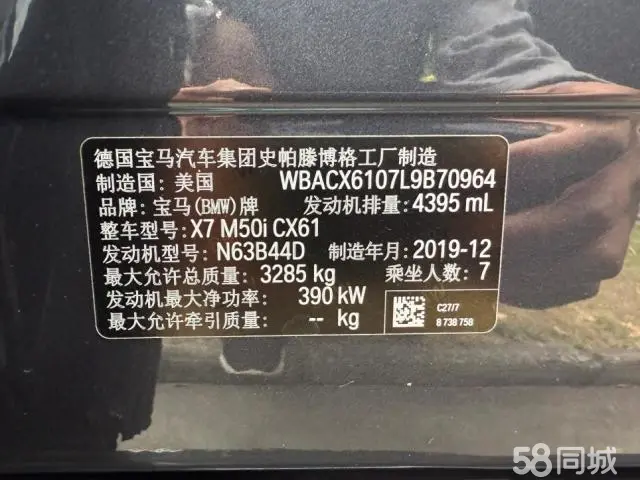 德国宝马汽车集团史帕滕博格工厂制造
制造国: 美国 WBACX6107L9B70964
品牌: 宝马(BMW)牌 发动机排量: 4395 mL
整车型号: X7 M50i CX61
发动机型号: N63B44D 制造年月: 2019-12
最大允许总质量: 3285 kg 乘坐人数: 7
发动机最大净功率: 390 kW
最大允许牵引质量: -- kg
C27/7
8 738 758
58同城